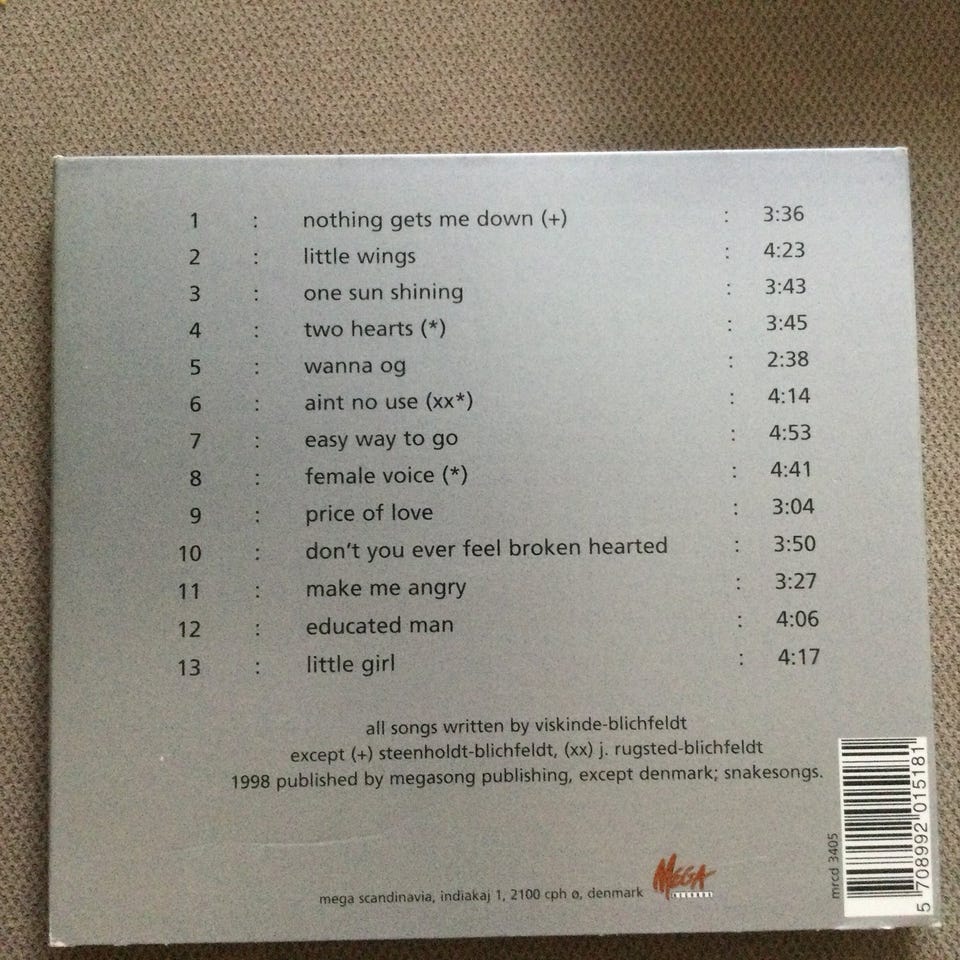 1 : nothing gets me down (+) : 3:36
2 : little wings : 4:23
3 : one sun shining : 3:43
4 : two hearts (*) : 3:45
5 : wanna og : 2:38
6 : aint no use (xx*) : 4:14
7 : easy way to go : 4:53
8 : female voice (*) : 4:41
9 : price of love : 3:04
10 : don't you ever feel broken hearted : 3:50
11 : make me angry : 3:27
12 : educated man : 4:06
13 : little girl : 4:17
all songs written by viskinde-blichfeldt
except (+) steenholdt-blichfeldt, (xx) j. rugsted-blichfeldt
1998 published by megasong publishing, except denmark; snakesongs.
mega scandinavia, indiakaj 1, 2100 cph ø, denmark
MEGA
RECORDS
mrcd 3405
5 708992 015181